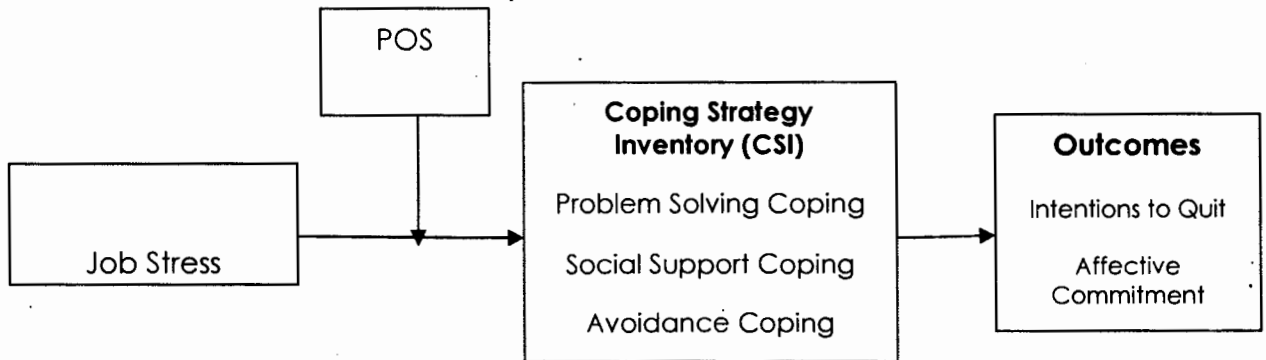 POS
Job Stress
Coping Strategy
Inventory (CSI)
Problem Solving Coping
Social Support Coping
Avoidance Coping
Outcomes
Intentions to Quit
Affective
Commitment